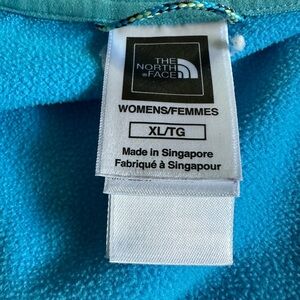 THE
NORTH
FACE
WOMENS/FEMMES
XL/TG
Made in Singapore
Fabriqué à Singapour